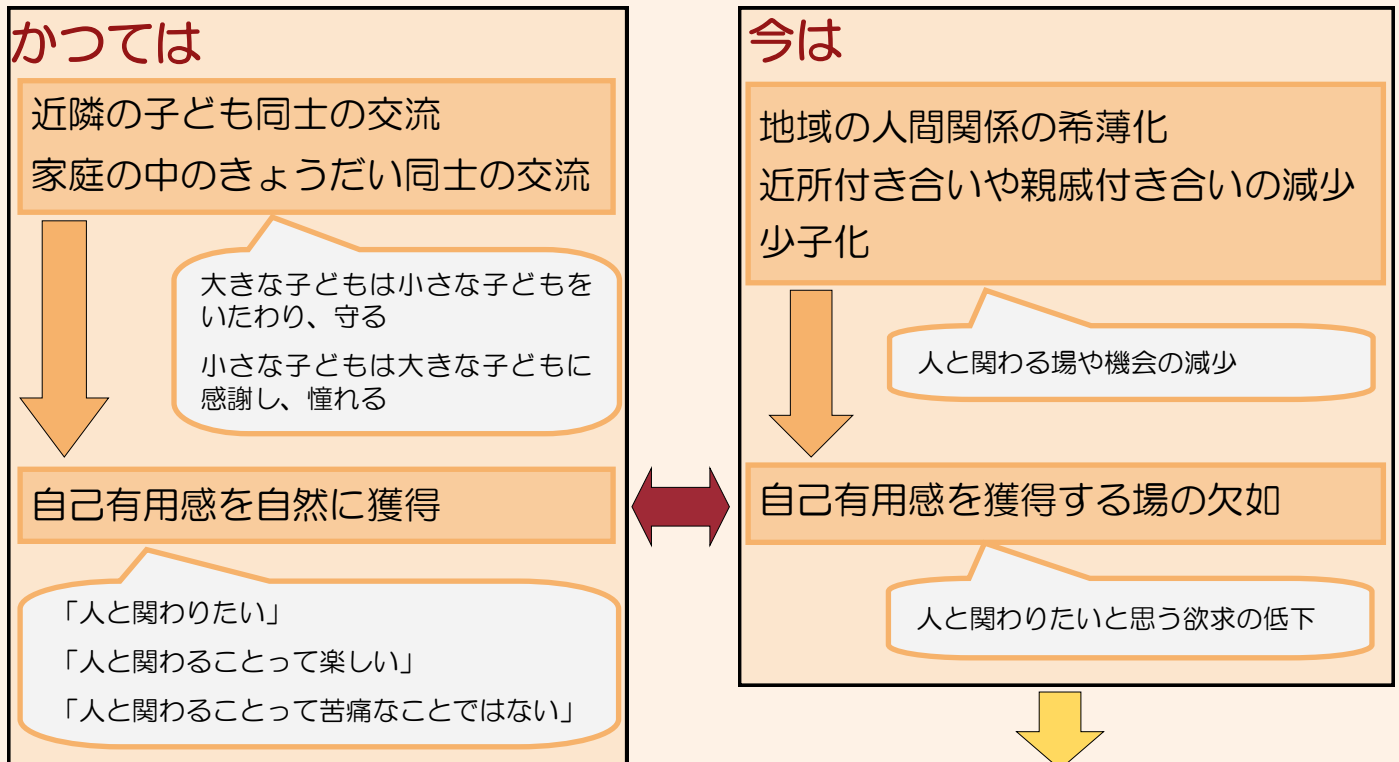 かつては
近隣の子ども同士の交流
家庭の中のきょうだい同士の交流
大きな子どもは小さな子どもを
いたわり、守る
小さな子どもは大きな子どもに
感謝し、憧れる
自己有用感を自然に獲得
「人と関わりたい」
「人と関わることって楽しい」
「人と関わることって苦痛なことではない」
今は
地域の人間関係の希薄化
近所付き合いや親戚付き合いの減少
少子化
人と関わる場や機会の減少
自己有用感を獲得する場の欠如
人と関わりたいと思う欲求の低下